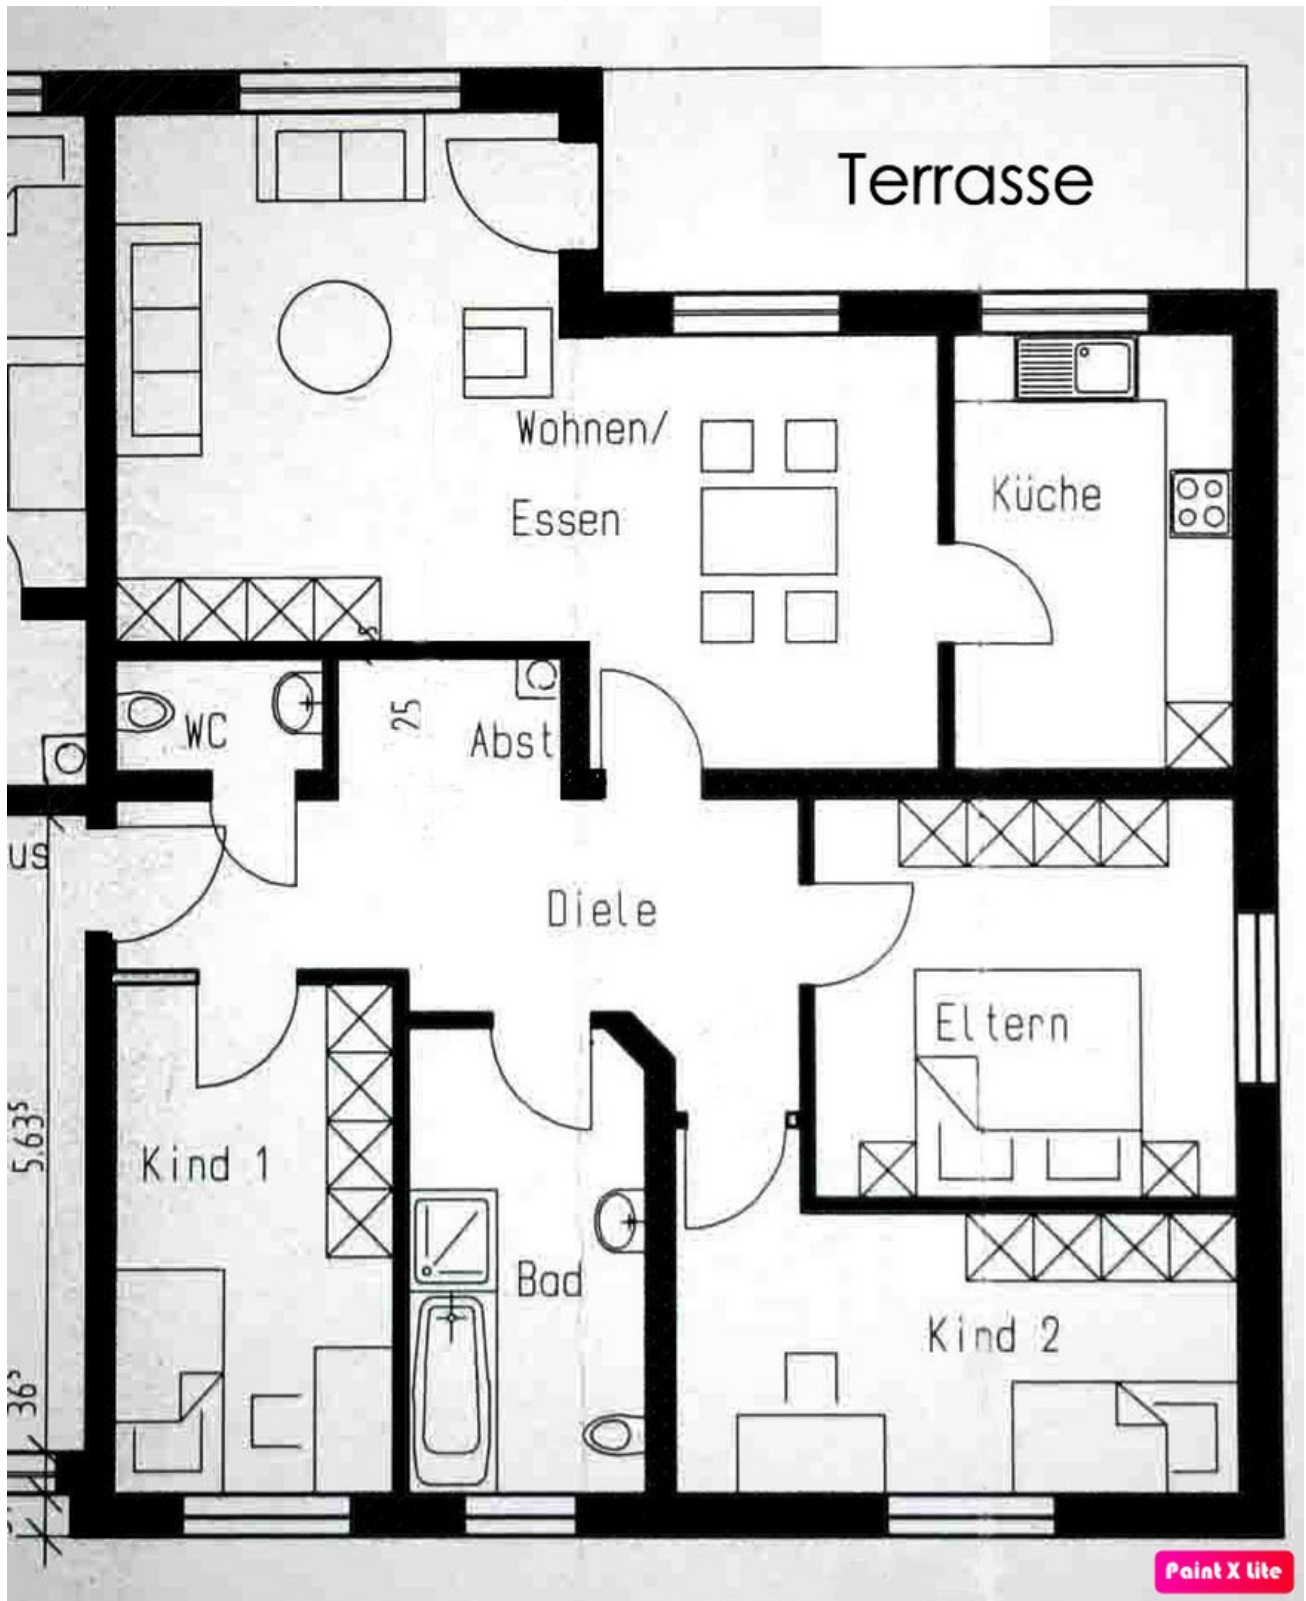 Terrasse
Wohnen/
Essen
Küche
WC
25
Abst
us
Diele
Eltern
5,63⁵
Kind 1
Bad
Kind 2
36⁵
Paint X Lite